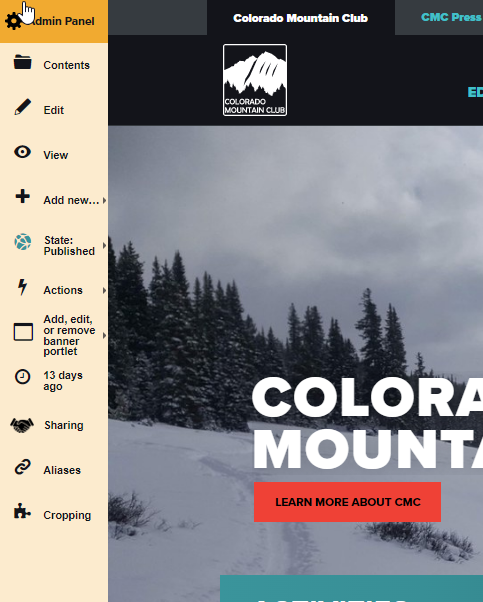 Admin Panel
Contents
Edit
View
Add new...
State:
Published
Actions
Add, edit,
or remove
banner
portlet
13 days
ago
Sharing
Aliases
Cropping
Colorado Mountain Club
CMC Press
COLORADO
MOUNTAIN CLUB
ED
COLORA
MOUNTA
LEARN MORE ABOUT CMC